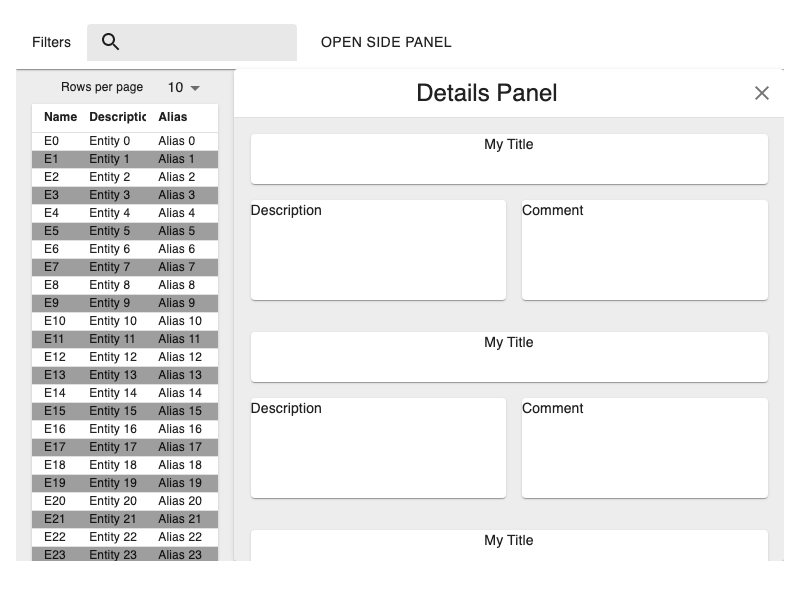 Filters
OPEN SIDE PANEL
Rows per page 10
Name Descriptic Alias
E0 Entity 0 Alias 0
E1 Entity 1 Alias 1
E2 Entity 2 Alias 2
E3 Entity 3 Alias 3
E4 Entity 4 Alias 4
E5 Entity 5 Alias 5
E6 Entity 6 Alias 6
E7 Entity 7 Alias 7
E8 Entity 8 Alias 8
E9 Entity 9 Alias 9
E10 Entity 10 Alias 10
E11 Entity 11 Alias 11
E12 Entity 12 Alias 12
E13 Entity 13 Alias 13
E14 Entity 14 Alias 14
E15 Entity 15 Alias 15
E16 Entity 16 Alias 16
E17 Entity 17 Alias 17
E18 Entity 18 Alias 18
E19 Entity 19 Alias 19
E20 Entity 20 Alias 20
E21 Entity 21 Alias 21
E22 Entity 22 Alias 22
E23 Entity 23 Alias 23
Details Panel
My Title
Description
Comment
My Title
Description
Comment
My Title